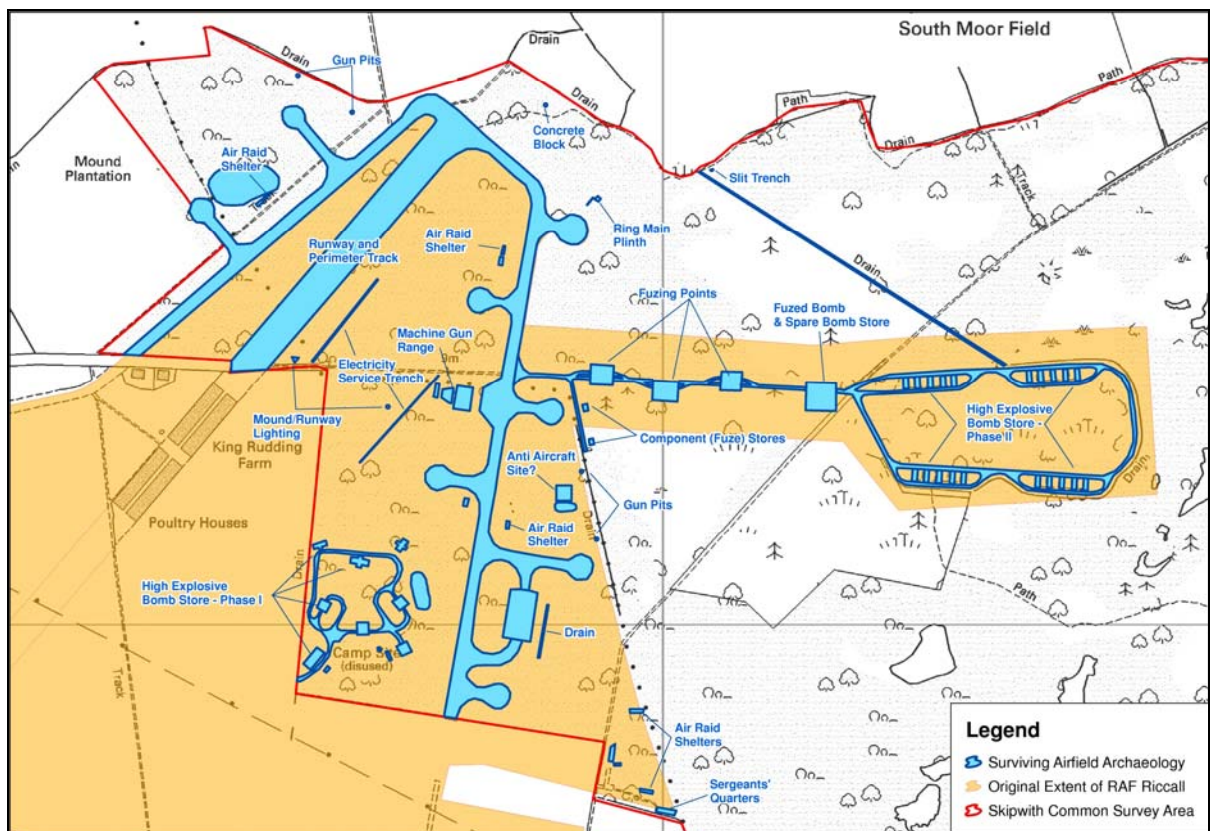 South Moor Field
Drain
Gun Pits
Drain
Drain
Path
Path
Drain
Concrete
Block
Mound
Plantation
Air Raid
Shelter
Track
Slit Trench
Track
Ring Main
Plinth
Air Raid
Shelter
Runway and
Perimeter Track
Drain
Fuzing Points
Fuzed Bomb
& Spare Bomb Store
Machine Gun
Range
9m
Electricity
Service Trench
Mound/Runway
Lighting
King Rudding
Farm
Component (Fuze) Stores
High Explosive
Bomb Store -
Phase II
Drain
Anti Aircraft
Site?
Gun Pits
Drain
Poultry Houses
Air Raid
Shelter
Drain
High Explosive
Bomb Store - Phase I
Path
Drain
Camp Site
(disused)
Track
Air Raid
Shelters
Sergeants'
Quarters
Legend
Surviving Airfield Archaeology
Original Extent of RAF Riccall
Skipwith Common Survey Area